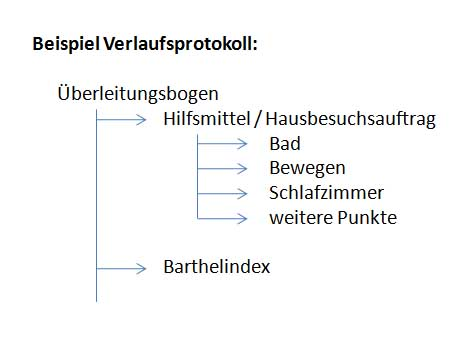 Beispiel Verlaufsprotokoll:
Überleitungsbogen
Hilfsmittel / Hausbesuchsauftrag
Bad
Bewegen
Schlafzimmer
weitere Punkte
Barthelindex